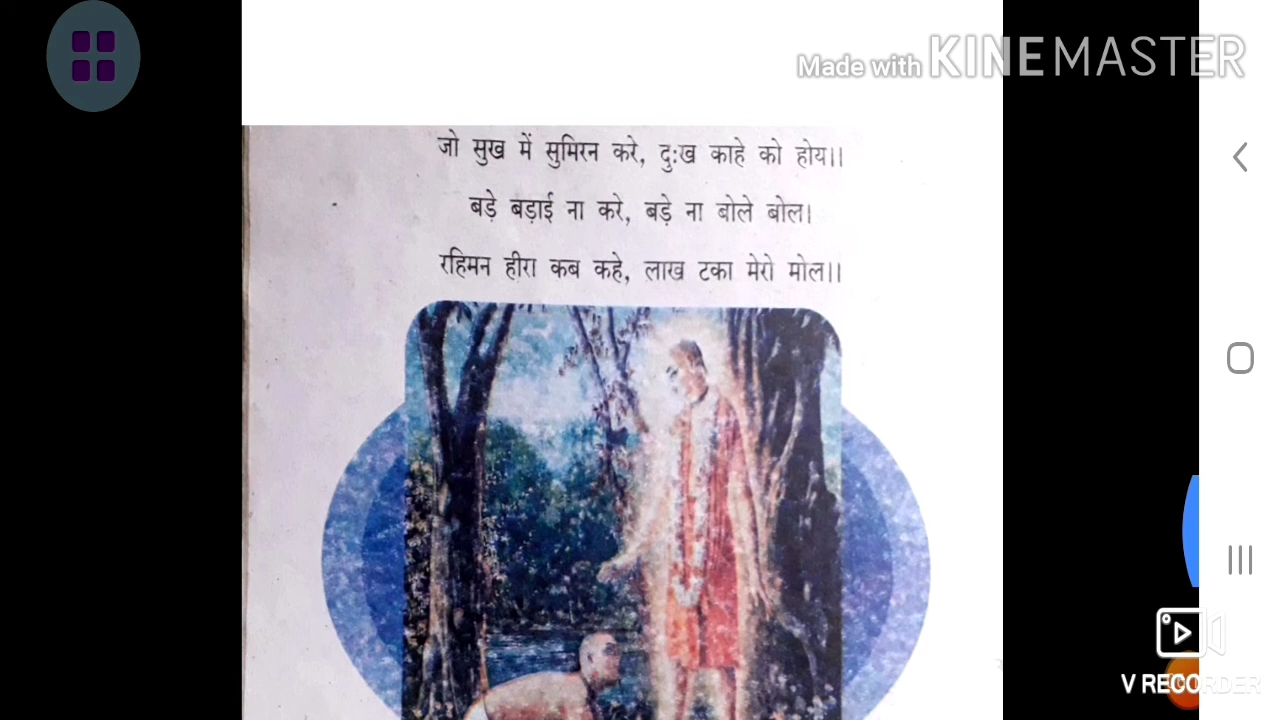 Made with KINEMASTER
जो सुख में सुमिरन करे, दुःख काहे को होय।।
बड़े बड़ाई ना करे, बड़े ना बोले बोल।
रहिमन हीरा कब कहे, लाख टका मेरो मोल।।
V RECORDER